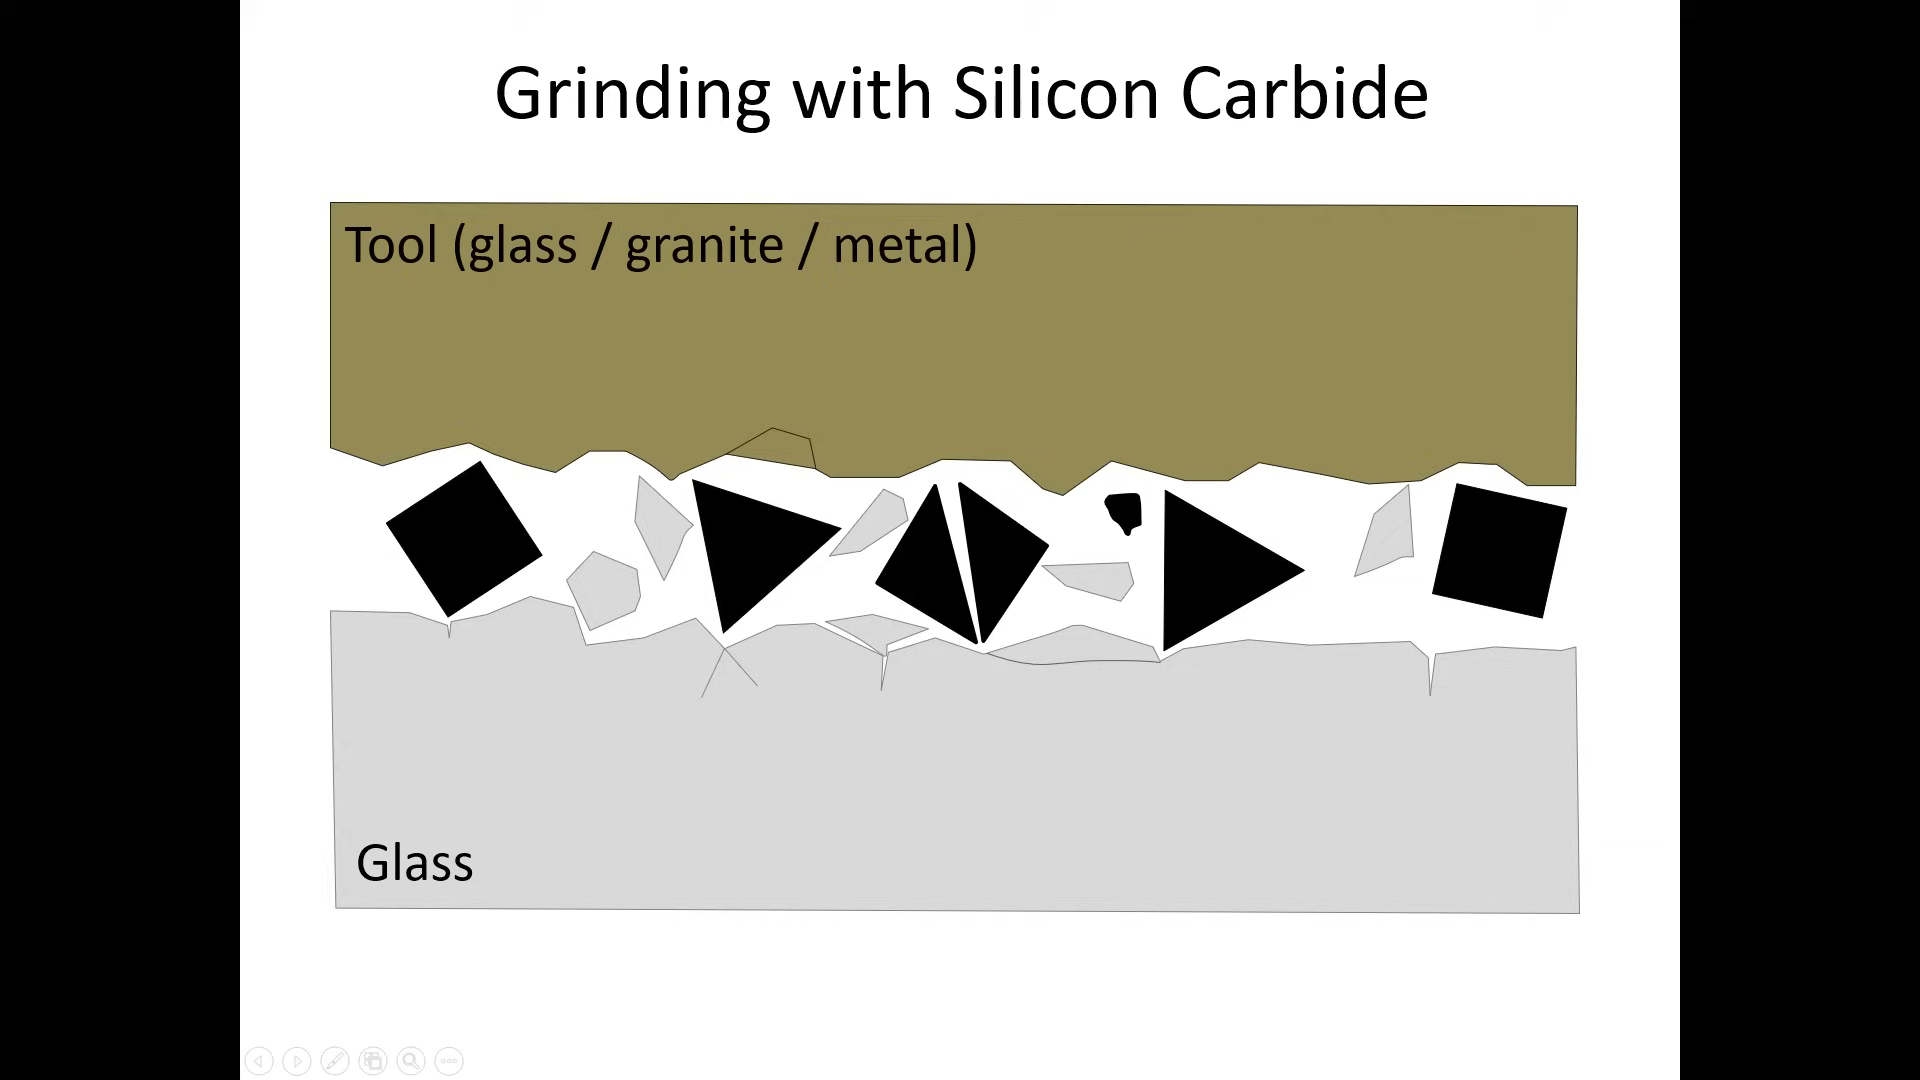 Grinding with Silicon Carbide
Tool (glass / granite / metal)
Glass